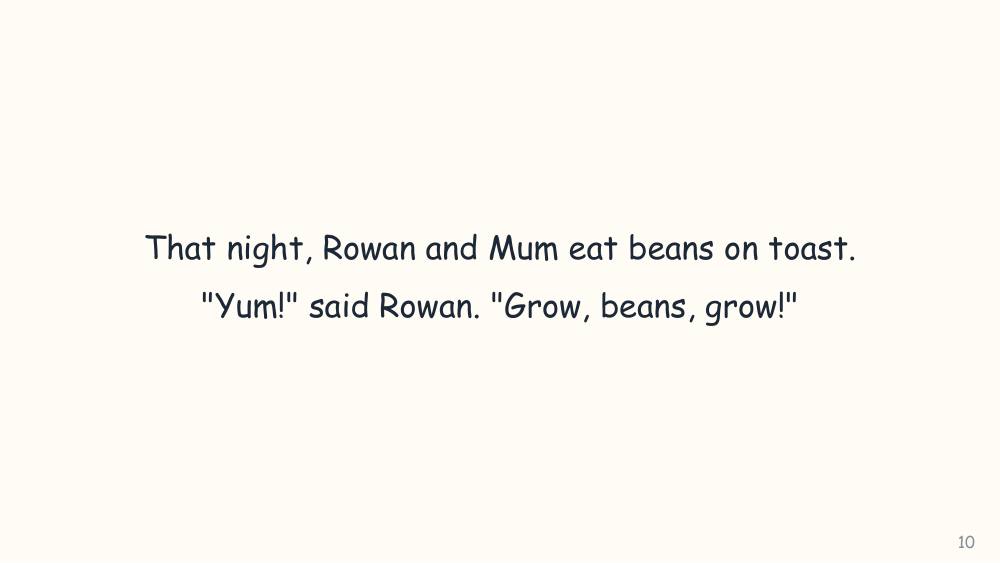 That night, Rowan and Mum eat beans on toast.
"Yum!" said Rowan. "Grow, beans, grow!"
10